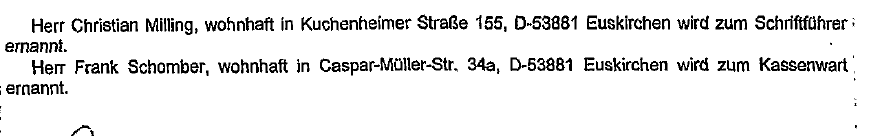 Herr Christian Milling, wohnhaft in Kuchenheimer Straße 155, D-53881 Euskirchen wird zum Schriftführer
ernannt.
Herr Frank Schomber, wohnhaft in Caspar-Müller-Str. 34a, D-53881 Euskirchen wird zum Kassenwart
ernannt.